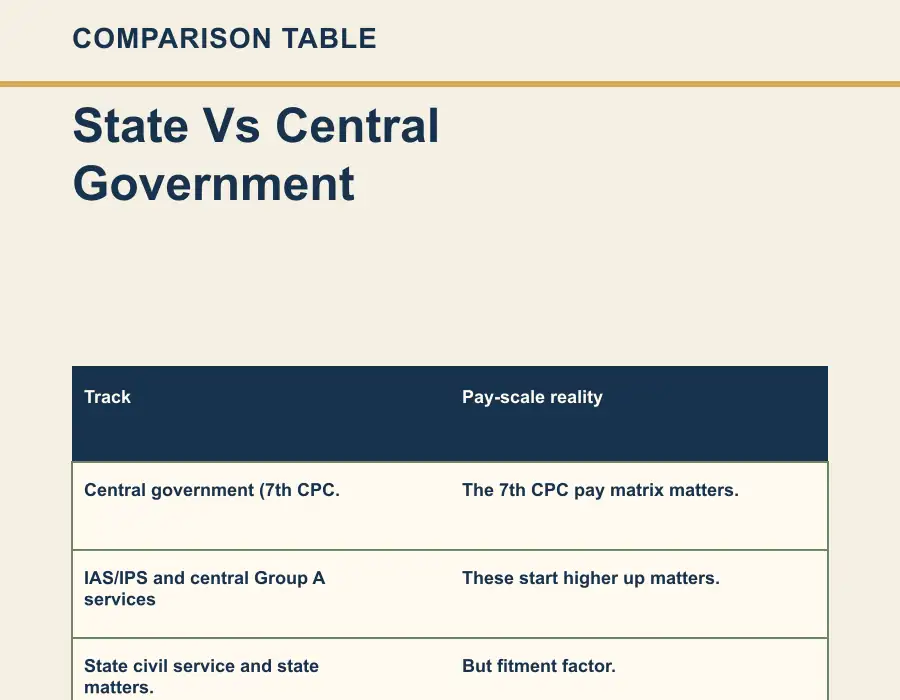 COMPARISON TABLE
State Vs Central
Government
Track
Pay-scale reality
Central government (7th CPC.
The 7th CPC pay matrix matters.
IAS/IPS and central Group A
services
These start higher up matters.
State civil service and state
matters.
But fitment factor.